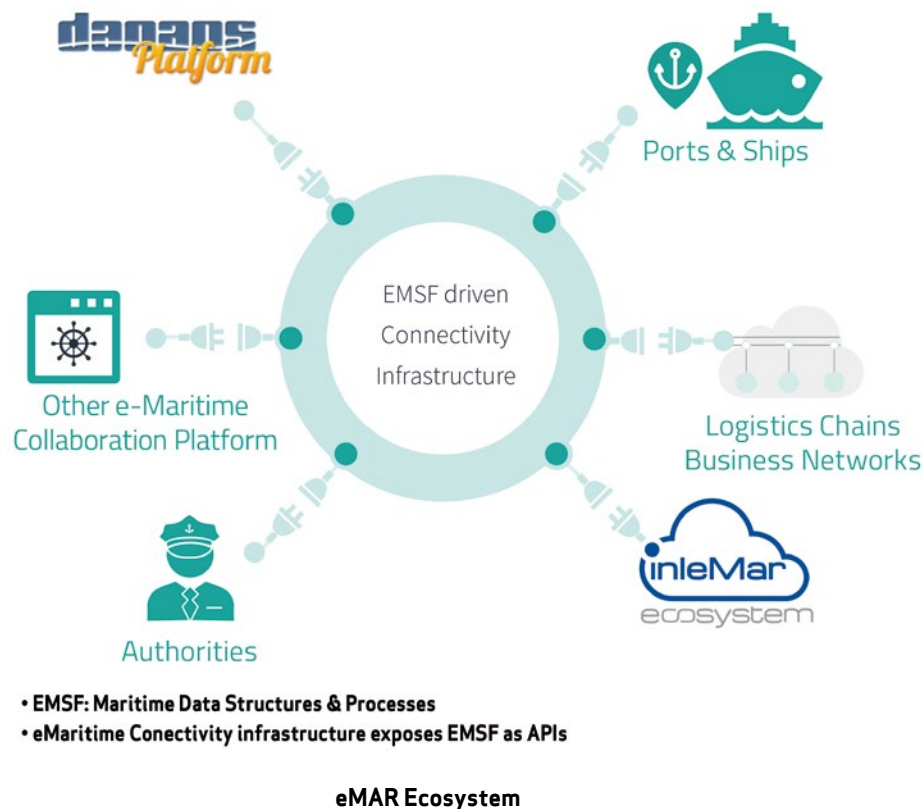 danaos
Platform
Ports & Ships
EMSF driven
Connectivity
Infrastructure
Other e-Maritime
Collaboration Platform
Logistics Chains
Business Networks
inleMar
ecosystem
Authorities
• EMSF: Maritime Data Structures & Processes
• eMaritime Conectivity infrastructure exposes EMSF as APIs
eMAR Ecosystem